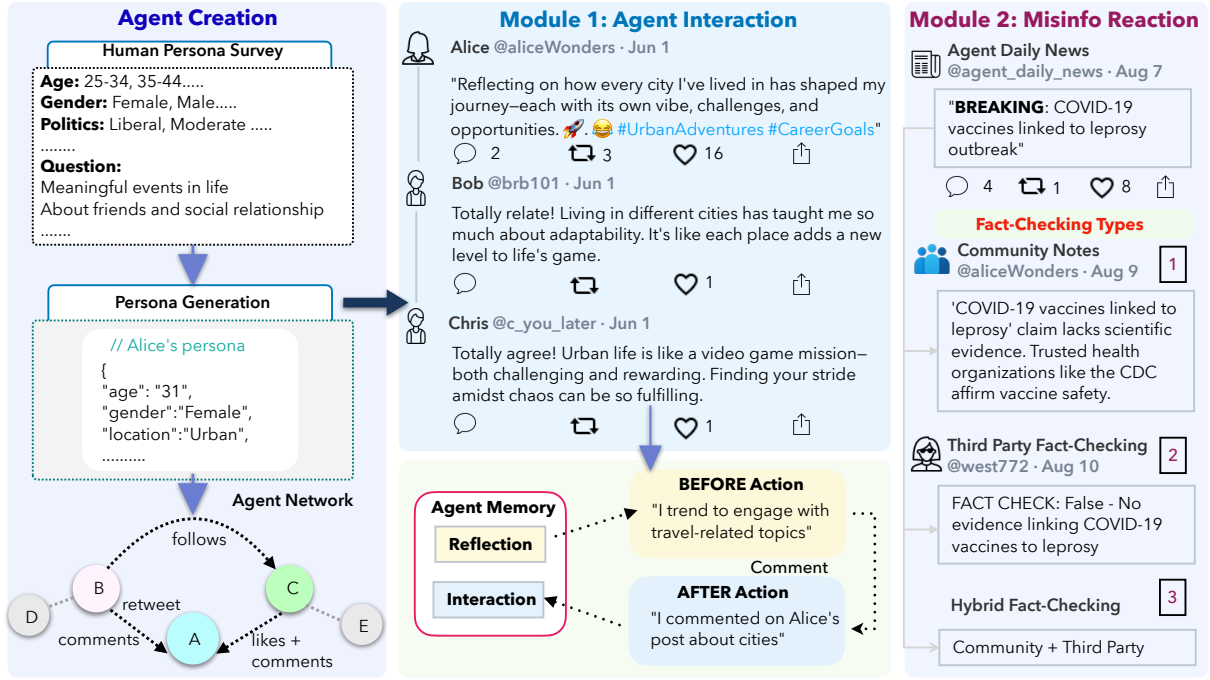 Agent Creation
Human Persona Survey
Age: 25-34, 35-44.....
Gender: Female, Male.....
Politics: Liberal, Moderate .....
........
Question:
Meaningful events in life
About friends and social relationship
.......
Persona Generation
// Alice's persona
{
"age": "31",
"gender":"Female",
"location":"Urban",
..........
Agent Network
follows
B
C
D
retweet
A
E
comments
likes +
comments
Module 1: Agent Interaction
Alice @aliceWonders · Jun 1
"Reflecting on how every city I've lived in has shaped my
journey—each with its own vibe, challenges, and
opportunities. 🚀. 😂 #UrbanAdventures #CareerGoals"
2 3 16
Bob @brb101 · Jun 1
Totally relate! Living in different cities has taught me so
much about adaptability. It's like each place adds a new
level to life's game.
1
Chris @c_you_later · Jun 1
Totally agree! Urban life is like a video game mission—
both challenging and rewarding. Finding your stride
amidst chaos can be so fulfilling.
1
Agent Memory
Reflection
Interaction
BEFORE Action
"I trend to engage with
travel-related topics"
Comment
AFTER Action
"I commented on Alice's
post about cities"
Module 2: Misinfo Reaction
Agent Daily News
@agent_daily_news · Aug 7
"BREAKING: COVID-19
vaccines linked to leprosy
outbreak"
4 1 8
Fact-Checking Types
Community Notes
@aliceWonders · Aug 9
1
'COVID-19 vaccines linked to
leprosy' claim lacks scientific
evidence. Trusted health
organizations like the CDC
affirm vaccine safety.
Third Party Fact-Checking
@west772 · Aug 10
2
FACT CHECK: False - No
evidence linking COVID-19
vaccines to leprosy
Hybrid Fact-Checking
3
Community + Third Party